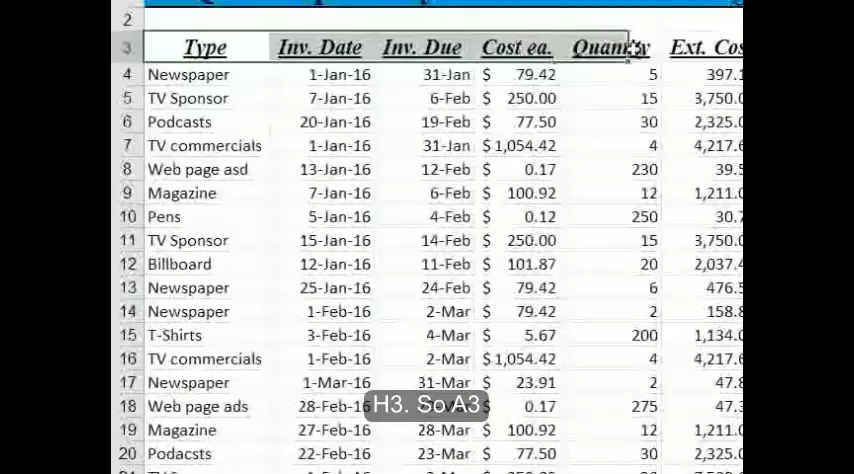 2
3 Type Inv. Date Inv. Due Cost ea. Quantity Ext. Cos
4 Newspaper 1-Jan-16 31-Jan $ 79.42 5 397.1
5 TV Sponsor 7-Jan-16 6-Feb $ 250.00 15 3,750.0
6 Podcasts 20-Jan-16 19-Feb $ 77.50 30 2,325.0
7 TV commercials 1-Jan-16 31-Jan $ 1,054.42 4 4,217.6
8 Web page asd 13-Jan-16 12-Feb $ 0.17 230 39.5
9 Magazine 7-Jan-16 6-Feb $ 100.92 12 1,211.0
10 Pens 5-Jan-16 4-Feb $ 0.12 250 30.7
11 TV Sponsor 15-Jan-16 14-Feb $ 250.00 15 3,750.0
12 Billboard 12-Jan-16 11-Feb $ 101.87 20 2,037.4
13 Newspaper 25-Jan-16 24-Feb $ 79.42 6 476.5
14 Newspaper 1-Feb-16 2-Mar $ 79.42 2 158.8
15 T-Shirts 3-Feb-16 4-Mar $ 5.67 200 1,134.0
16 TV commercials 1-Feb-16 2-Mar $ 1,054.42 4 4,217.6
17 Newspaper 1-Mar-16 31-Mar $ 23.91 2 47.8
18 Web page ads 28-Feb-16 $ 0.17 275 47.3
H3. So A3
19 Magazine 27-Feb-16 28-Mar $ 100.92 12 1,211.0
20 Podacsts 22-Feb-16 23-Mar $ 77.50 30 2,325.0